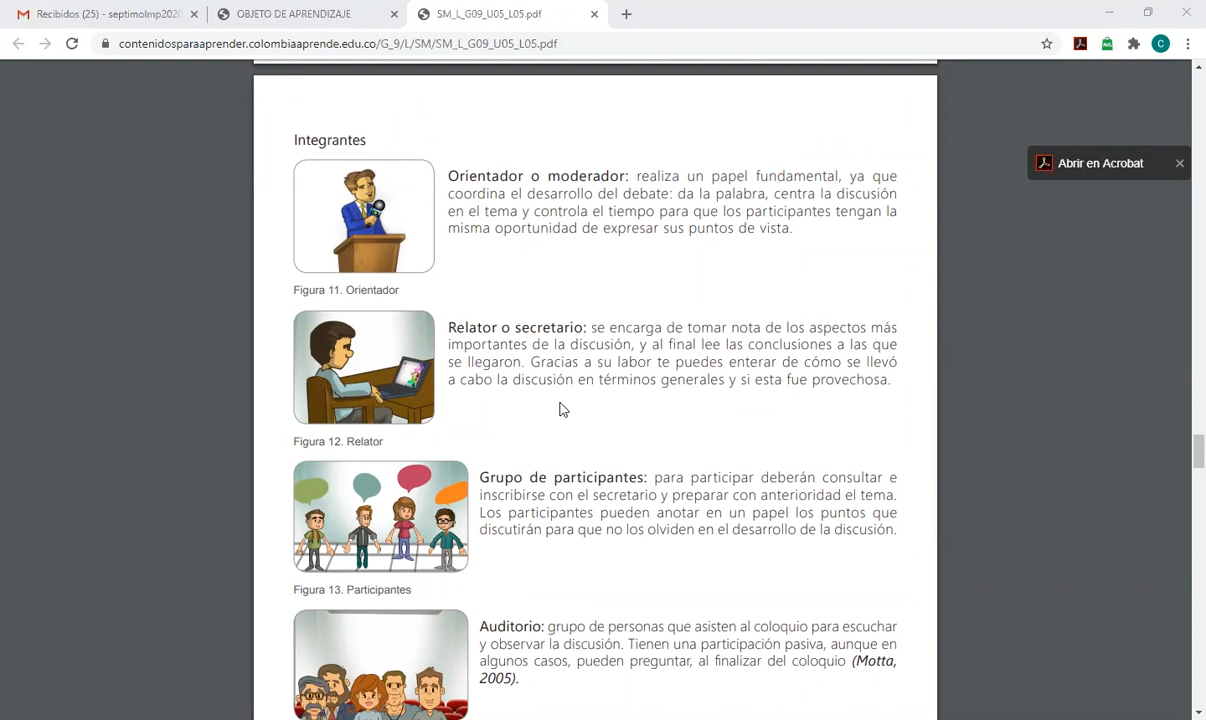 Recibidos (25) - septimolmp2020
OBJETO DE APRENDIZAJE
SM_L_G09_U05_L05.pdf
contenidosparaaprender.colombiaaprende.edu.co/G_9/L/SM/SM_L_G09_U05_L05.pdf
C
Abrir en Acrobat
Integrantes
Orientador o moderador: realiza un papel fundamental, ya que
coordina el desarrollo del debate: da la palabra, centra la discusión
en el tema y controla el tiempo para que los participantes tengan la
misma oportunidad de expresar sus puntos de vista.
Figura 11. Orientador
Relator o secretario: se encarga de tomar nota de los aspectos más
importantes de la discusión, y al final lee las conclusiones a las que
se llegaron. Gracias a su labor te puedes enterar de cómo se llevó
a cabo la discusión en términos generales y si esta fue provechosa.
Figura 12. Relator
Grupo de participantes: para participar deberán consultar e
inscribirse con el secretario y preparar con anterioridad el tema.
Los participantes pueden anotar en un papel los puntos que
discutirán para que no los olviden en el desarrollo de la discusión.
Figura 13. Participantes
Auditorio: grupo de personas que asisten al coloquio para escuchar
y observar la discusión. Tienen una participación pasiva, aunque en
algunos casos, pueden preguntar, al finalizar del coloquio (Motta,
2005).